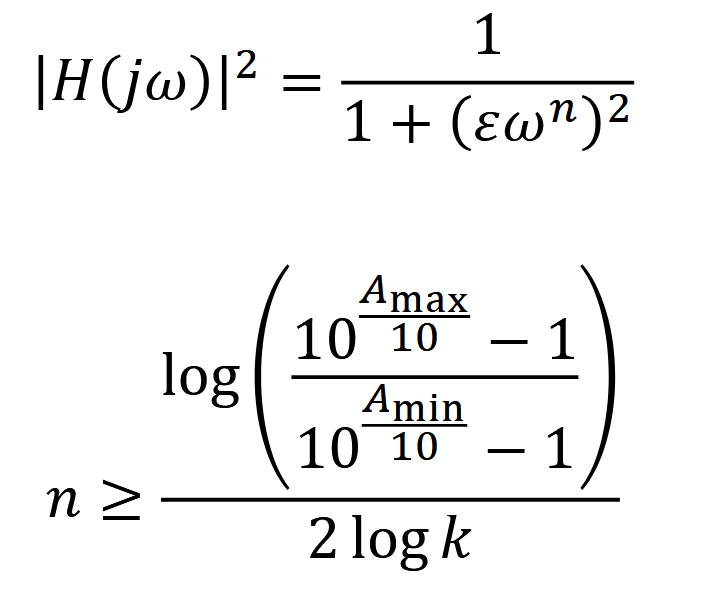 |H(jω)|² = 1 / (1 + (εωⁿ)²)
n ≥ log((10^(A_max/10) − 1) / (10^(A_min/10) − 1)) / (2 log k)